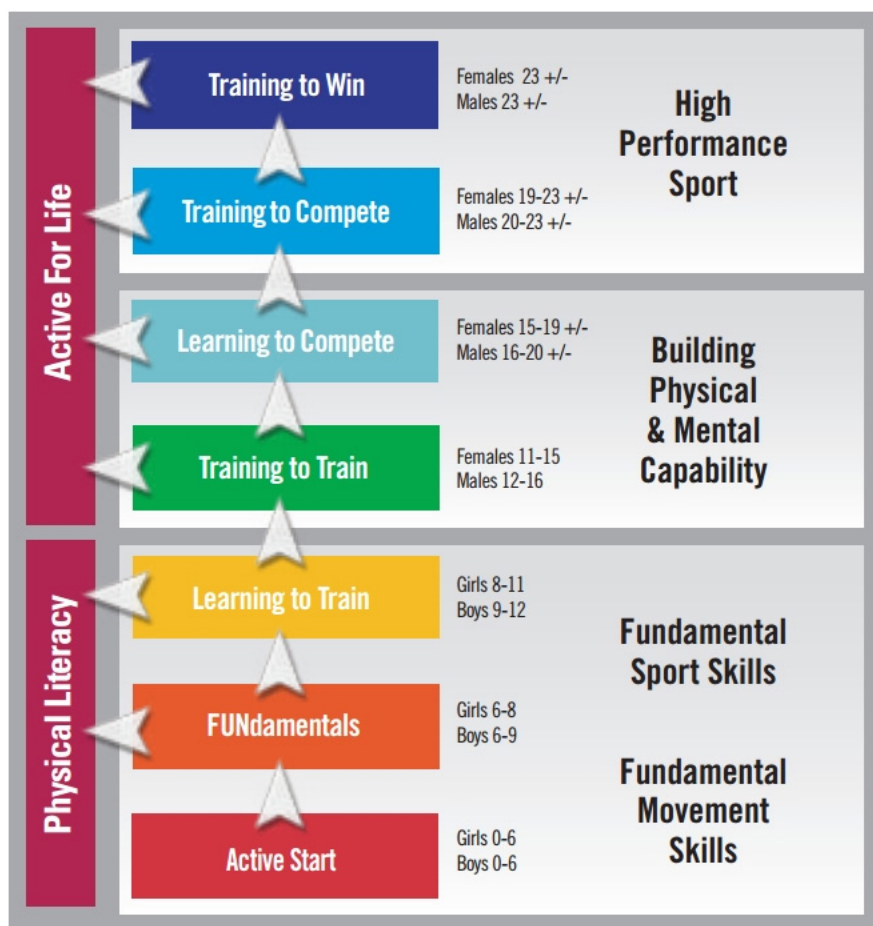 Active For Life
Physical Literacy
Training to Win
Females 23 +/-
Males 23 +/-
High
Performance
Sport
Training to Compete
Females 19-23 +/-
Males 20-23 +/-
Learning to Compete
Females 15-19 +/-
Males 16-20 +/-
Building
Physical
& Mental
Capability
Training to Train
Females 11-15
Males 12-16
Learning to Train
Girls 8-11
Boys 9-12
Fundamental
Sport Skills
FUNdamentals
Girls 6-8
Boys 6-9
Fundamental
Movement
Skills
Active Start
Girls 0-6
Boys 0-6